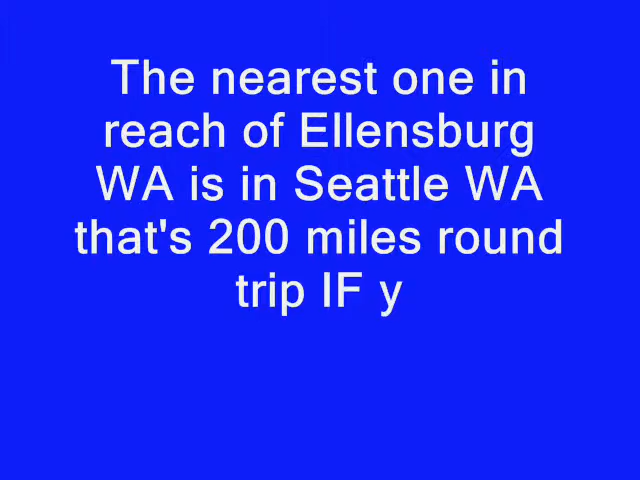 The nearest one in
reach of Ellensburg
WA is in Seattle WA
that's 200 miles round
trip IF y